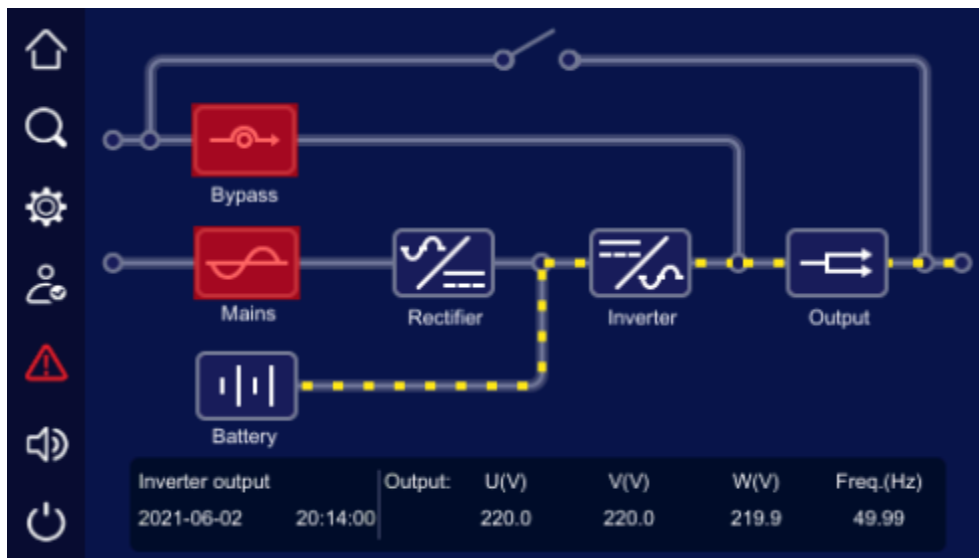 Bypass
Mains
Rectifier
Inverter
Output
Battery
Inverter output Output: U(V) V(V) W(V) Freq.(Hz)
2021-06-02 20:14:00 220.0 220.0 219.9 49.99